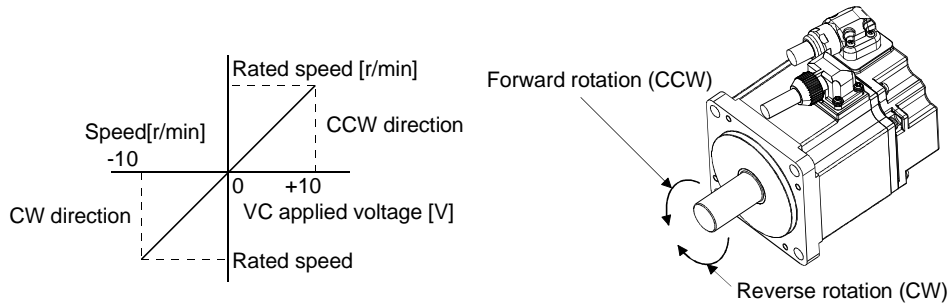 Rated speed [r/min]
Speed[r/min]
CCW direction
-10
0
+10
CW direction
VC applied voltage [V]
Rated speed
Forward rotation (CCW)
Reverse rotation (CW)